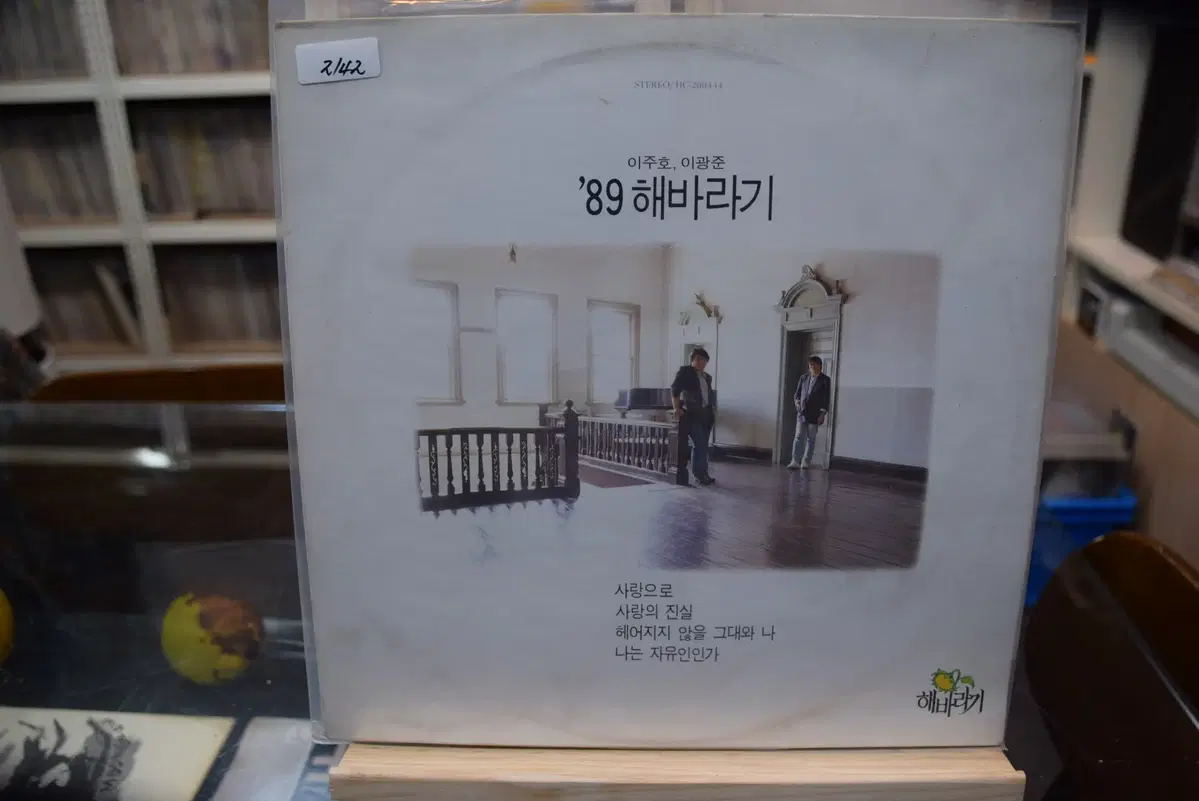 2142
STEREO/HC-200444
이주호, 이광준
’89 해바라기
사랑으로
사랑의 진실
헤어지지 않을 그대와 나
나는 자유인인가
해바라기